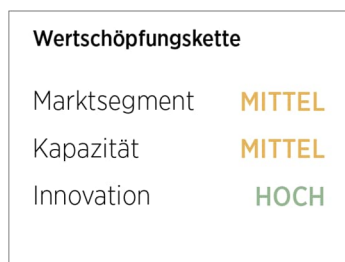 Wertschöpfungskette
Marktsegment MITTEL
Kapazität MITTEL
Innovation HOCH